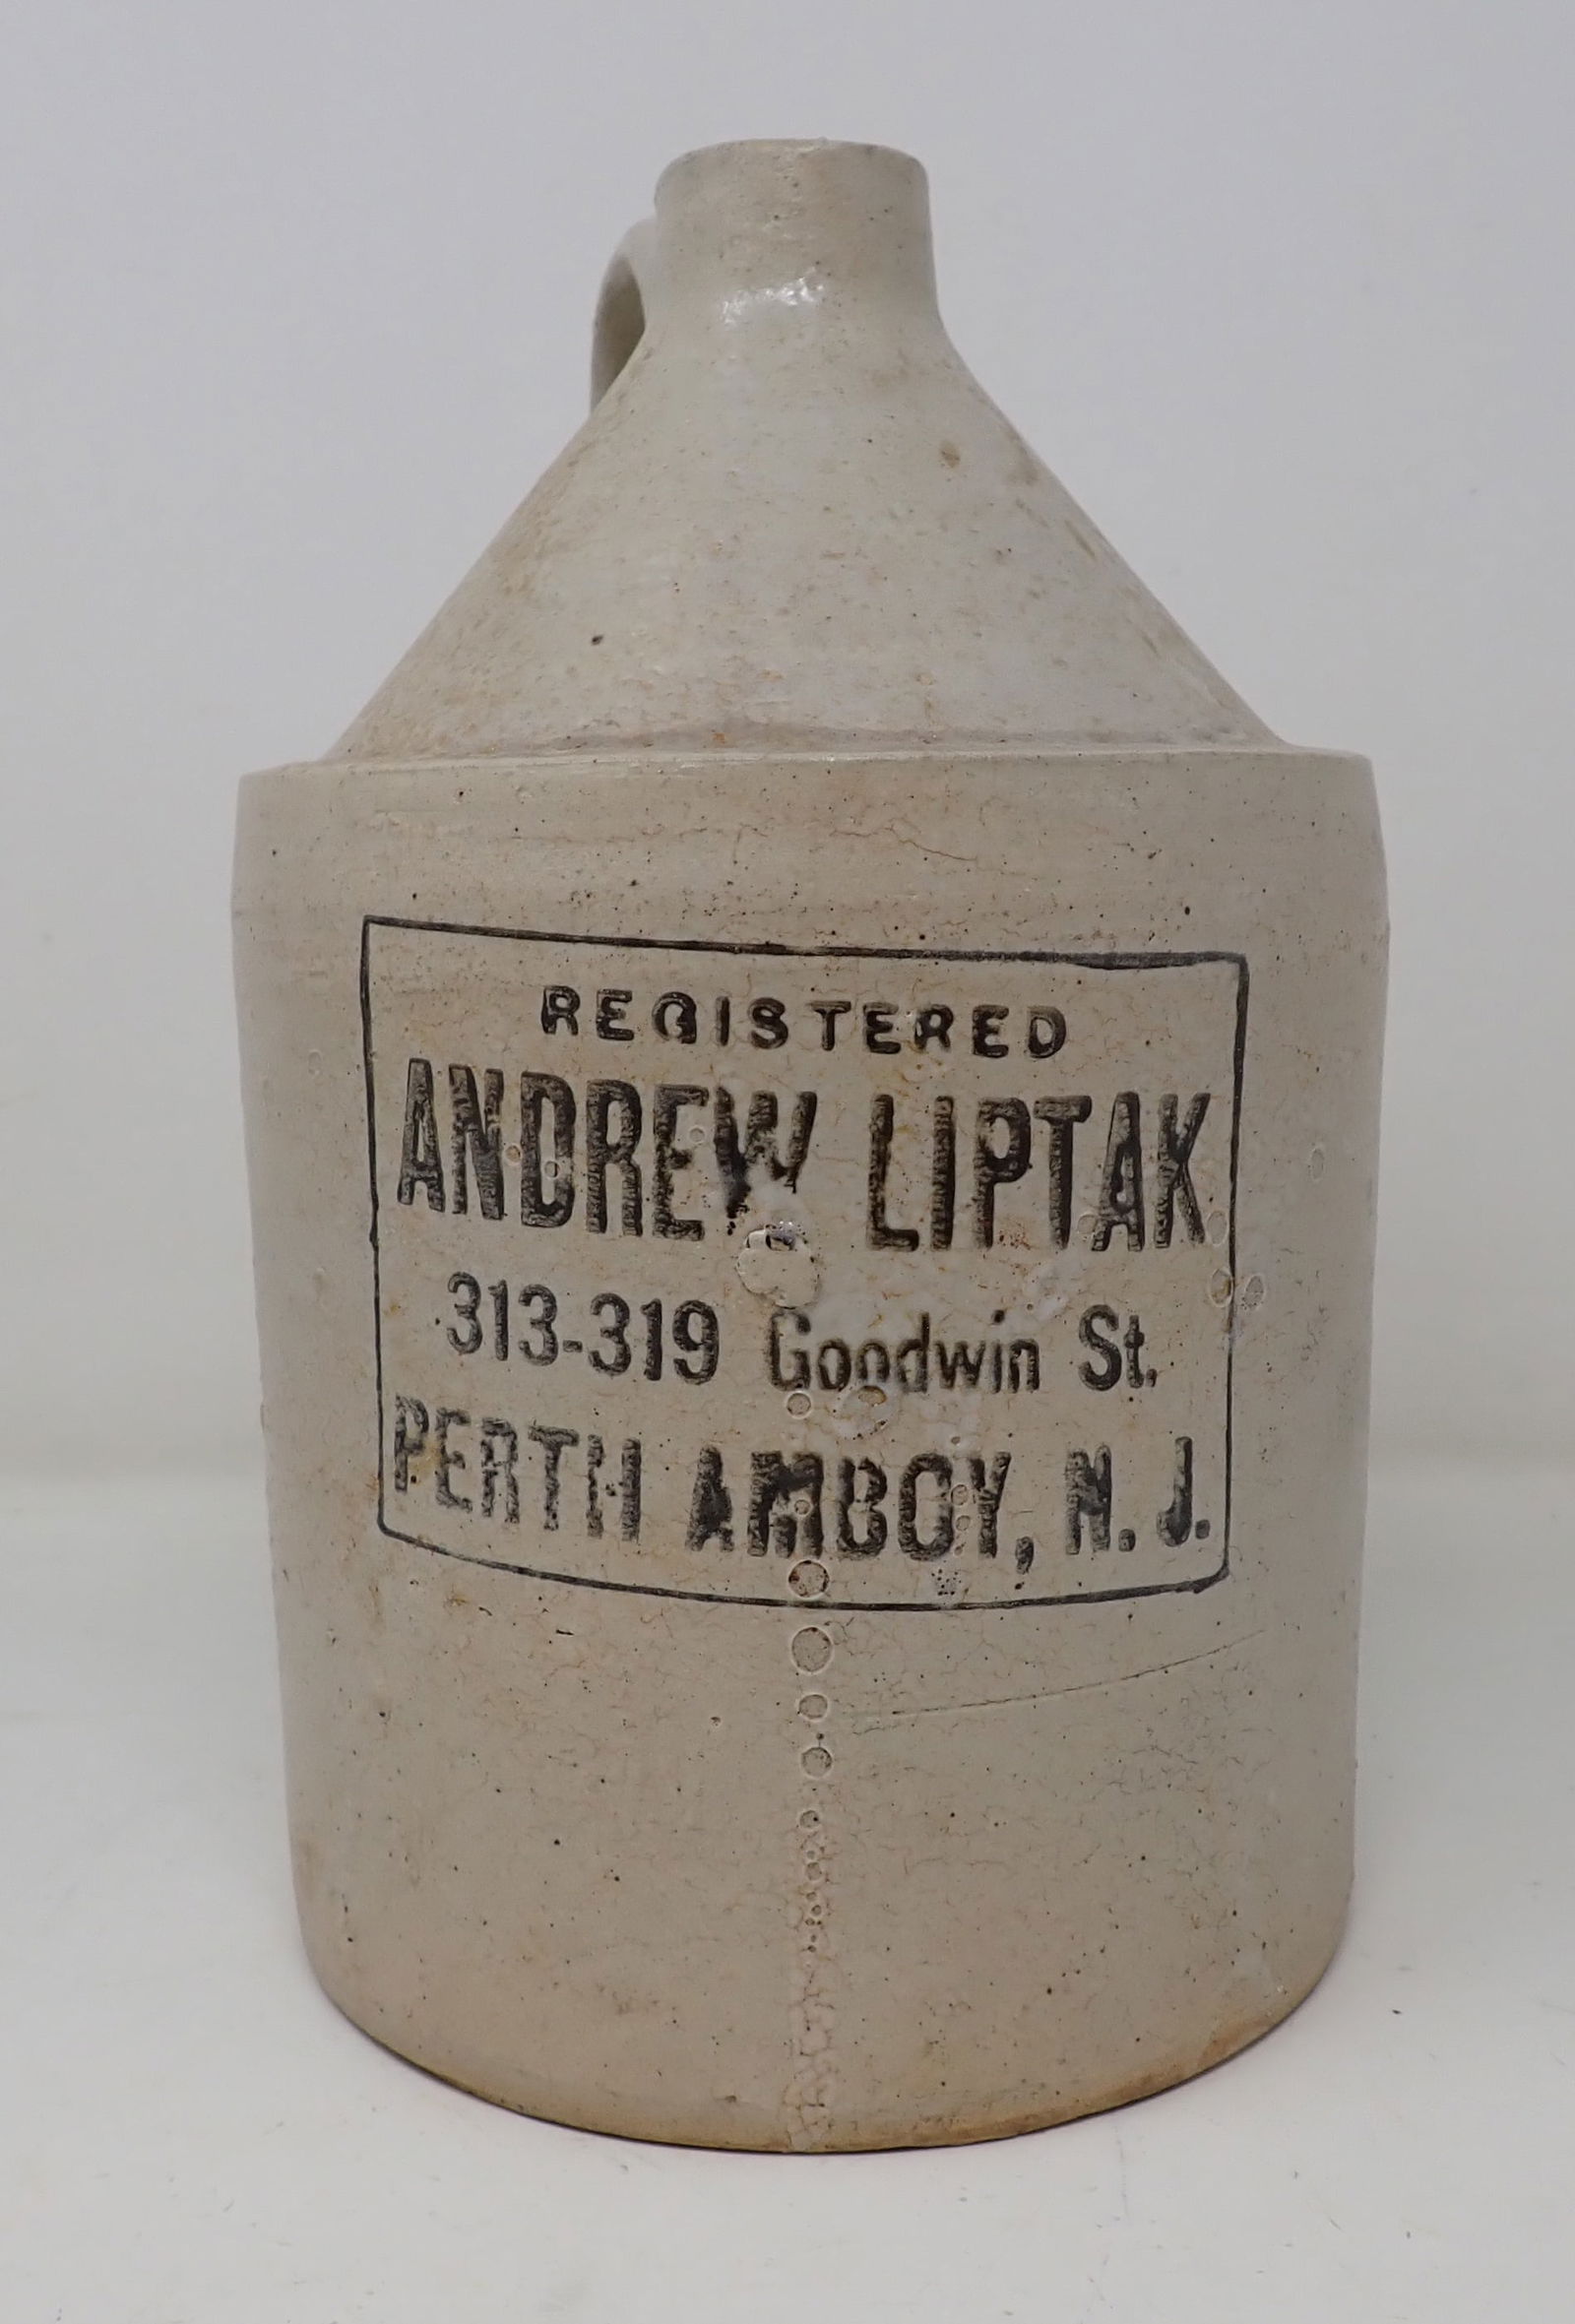 REGISTERED
ANDREW LIPTAK
313-319 Goodwin St.
PERTH AMBOY, N. J.